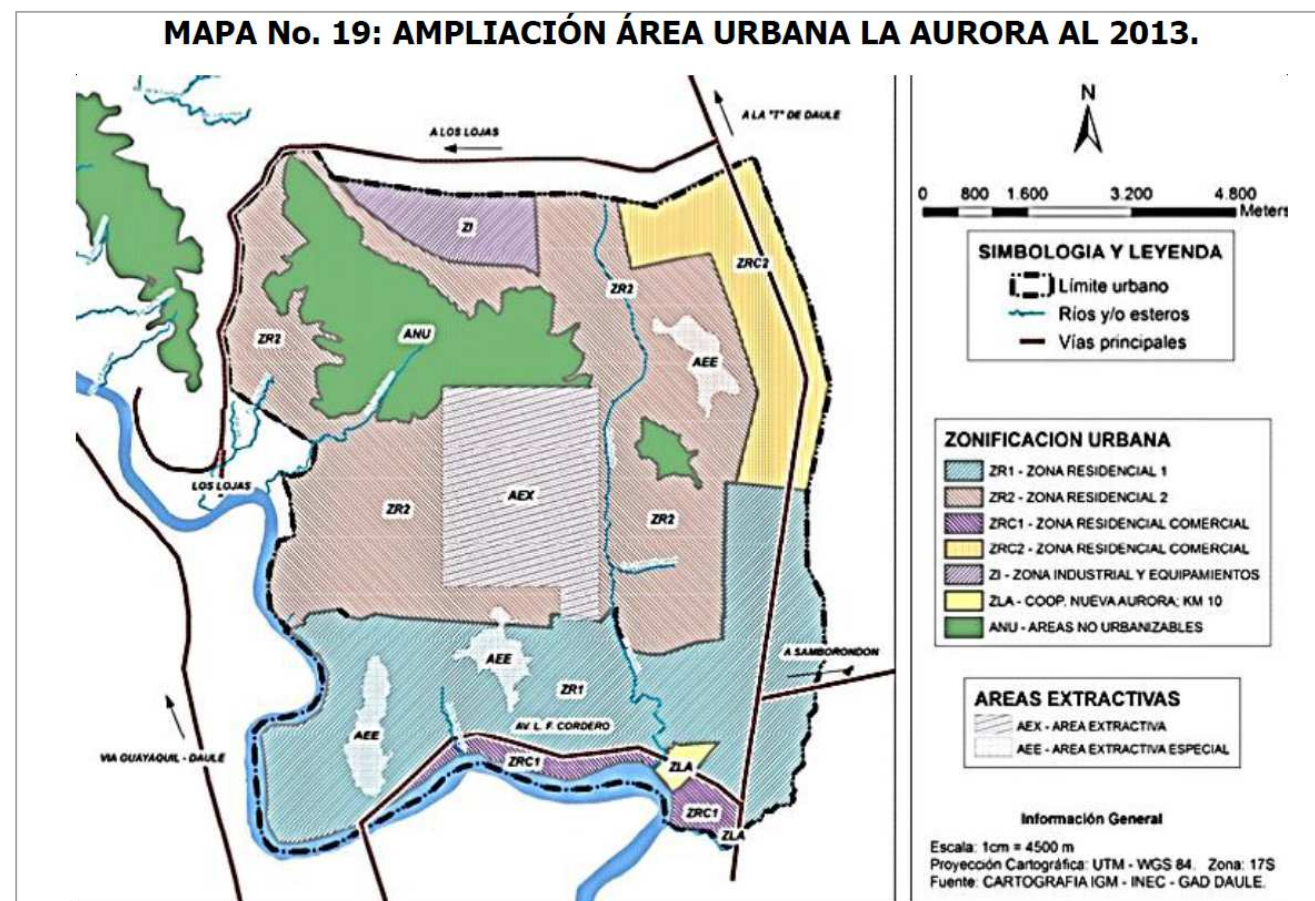 MAPA No. 19: AMPLIACIÓN ÁREA URBANA LA AURORA AL 2013.
A LOS LOJAS
A LA "T" DE DAULE
ZI
ZRC2
ZR2
ZR2
ANU
AEE
LOS LOJAS
ZR2
AEX
ZR2
A SAMBORONDON
AEE
ZR1
AEE
AV. L. F. CORDERO
VIA GUAYAQUIL - DAULE
ZRC1
ZLA
ZRC1
ZLA
N
0 800 1.600 3.200 4.800
Meters
SIMBOLOGIA Y LEYENDA
Límite urbano
Ríos y/o esteros
Vías principales
ZONIFICACION URBANA
ZR1 - ZONA RESIDENCIAL 1
ZR2 - ZONA RESIDENCIAL 2
ZRC1 - ZONA RESIDENCIAL COMERCIAL
ZRC2 - ZONA RESIDENCIAL COMERCIAL
ZI - ZONA INDUSTRIAL Y EQUIPAMIENTOS
ZLA - COOP. NUEVA AURORA; KM 10
ANU - AREAS NO URBANIZABLES
AREAS EXTRACTIVAS
AEX - AREA EXTRACTIVA
AEE - AREA EXTRACTIVA ESPECIAL
Información General
Escala: 1cm = 4500 m
Proyección Cartográfica: UTM - WGS 84. Zona: 17S
Fuente: CARTOGRAFIA IGM - INEC - GAD DAULE.